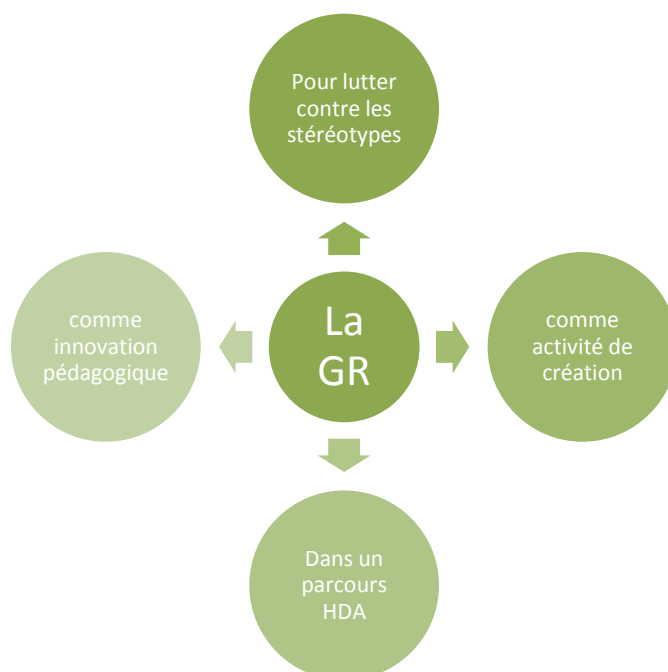 Pour lutter
contre les
stéréotypes
comme
innovation
pédagogique
La
GR
comme
activité de
création
Dans un
parcours
HDA